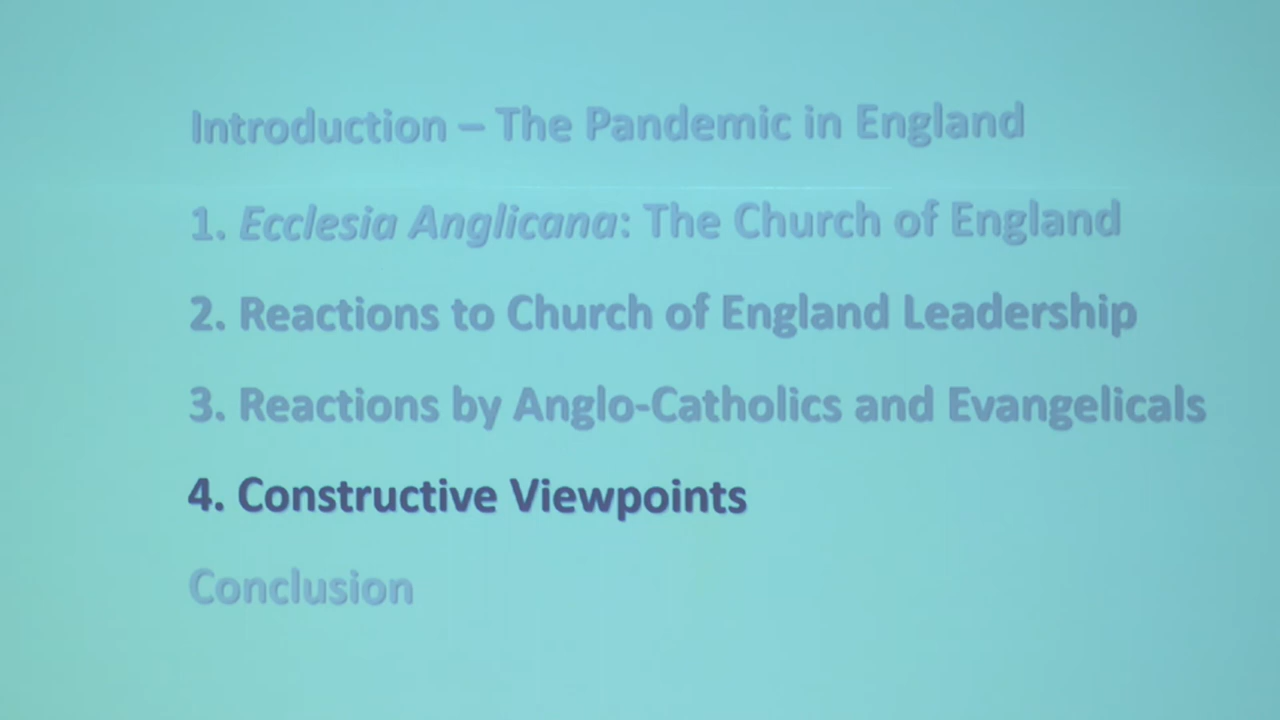 Introduction – The Pandemic in England
1. Ecclesia Anglicana: The Church of England
2. Reactions to Church of England Leadership
3. Reactions by Anglo-Catholics and Evangelicals
4. Constructive Viewpoints
Conclusion